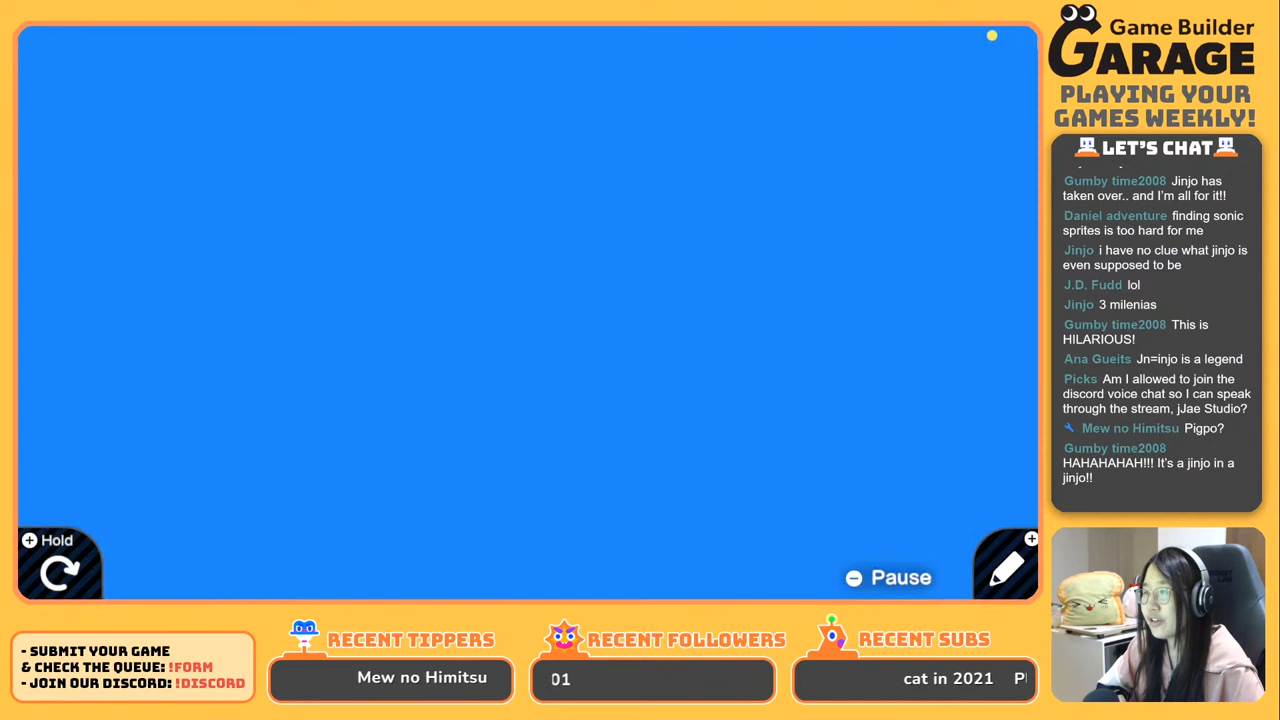 Game Builder
GARAGE
PLAYING YOUR
GAMES WEEKLY!
LET'S CHAT
Gumby time2008 Jinjo has
taken over.. and I'm all for it!!
Daniel adventure finding sonic
sprites is too hard for me
Jinjo i have no clue what jinjo is
even supposed to be
J.D. Fudd lol
Jinjo 3 milenias
Gumby time2008 This is
HILARIOUS!
Ana Gueits Jn=injo is a legend
Picks Am I allowed to join the
discord voice chat so I can speak
through the stream, jJae Studio?
Mew no Himitsu Pigpo?
Gumby time2008
HAHAHAHAH!!! It's a jinjo in a
jinjo!!
Hold
Pause
- SUBMIT YOUR GAME
& CHECK THE QUEUE: !FORM
- JOIN OUR DISCORD: !DISCORD
RECENT TIPPERS
Mew no Himitsu
RECENT FOLLOWERS
01
RECENT SUBS
cat in 2021